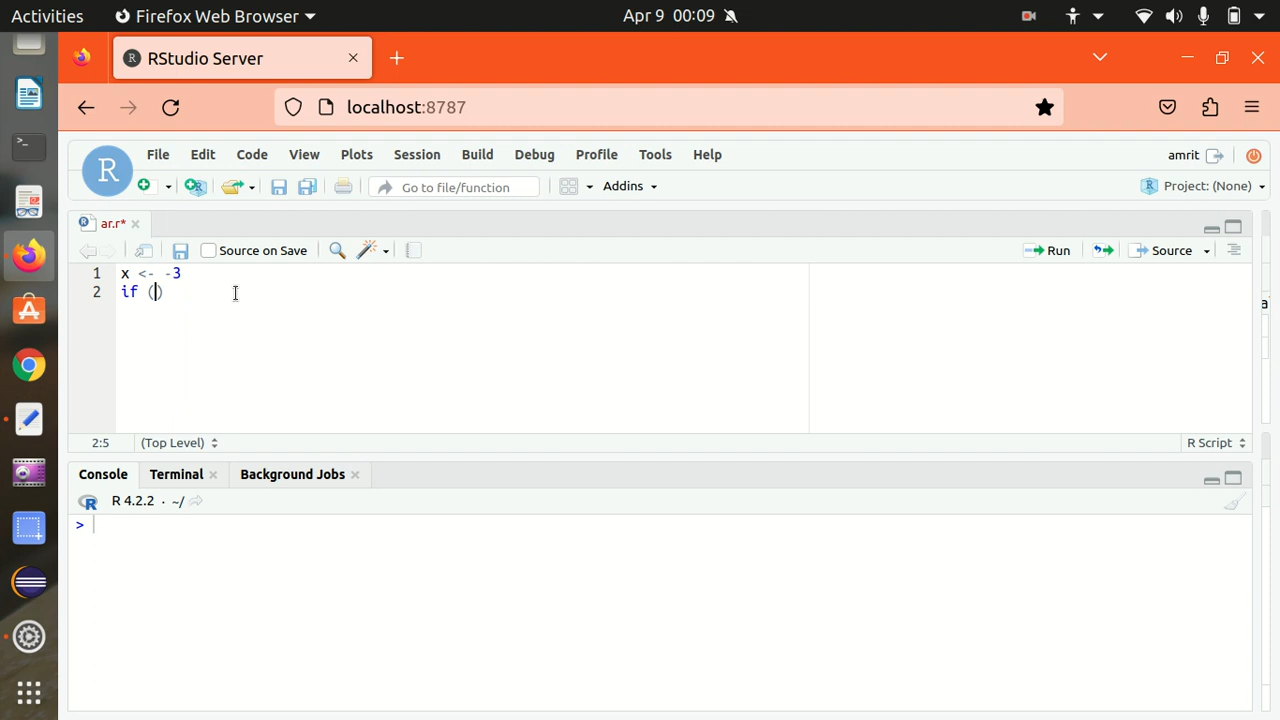 Activities Firefox Web Browser Apr 9 00:09
RStudio Server
localhost:8787
R File Edit Code View Plots Session Build Debug Profile Tools Help amrit
Go to file/function Addins Project: (None)
ar.r*
Source on Save Run Source
1 x <- -3
2 if ()
2:5 (Top Level) R Script
Console Terminal Background Jobs
R 4.2.2 · ~/
>